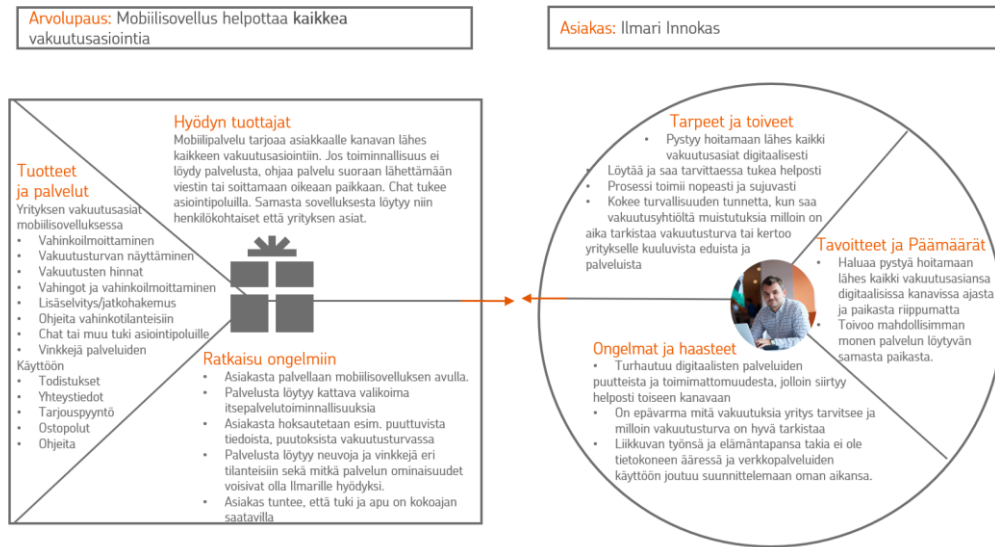 Arvolupaus: Mobiilisovellus helpottaa kaikkea
vakuutusasiointia
Asiakas: Ilmari Innokas
Hyödyn tuottajat
Mobiilipalvelu tarjoaa asiakkaalle kanavan lähes
kaikkeen vakuutusasiointiin. Jos toiminnallisuus ei
löydy palvelusta, ohjaa palvelu suoraan lähettämään
viestin tai soittamaan oikeaan paikkaan. Chat tukee
asiointipoluilla. Samasta sovelluksesta löytyy niin
henkilökohtaiset että yrityksen asiat.
Tuotteet
ja palvelut
Yrityksen vakuutusasiat
mobiilisovelluksessa
• Vahinkoilmoittaminen
• Vakuutusturvan näyttäminen
• Vakuutusten hinnat
• Vahingot ja vahinkoilmoittaminen
• Lisäselvitys/jatkohakemus
• Ohjeita vahinkotilanteisiin
• Chat tai muu tuki asiointipoluille
• Vinkkejä palveluiden
Käyttöön
• Todistukset
• Yhteystiedot
• Tarjouspyyntö
• Ostopolut
• Ohjeita
Ratkaisu ongelmiin
• Asiakasta palvellaan mobiilisovelluksen avulla.
• Palvelusta löytyy kattava valikoima
itsepalvelutoiminnallisuuksia
• Asiakasta hoksautetaan esim. puuttuvista
tiedoista, puutoksista vakuutusturvassa
• Palvelusta löytyy neuvoja ja vinkkejä eri
tilanteisiin sekä mitkä palvelun ominaisuudet
voisivat olla Ilmarille hyödyksi.
• Asiakas tuntee, että tuki ja apu on kokoajan
saatavilla
Tarpeet ja toiveet
• Pystyy hoitamaan lähes kaikki
vakuutusasiat digitaalisesti
• Löytää ja saa tarvittaessa tukea helposti
• Prosessi toimii nopeasti ja sujuvasti
• Kokee turvallisuuden tunnetta, kun saa
vakuutusyhtiöltä muistutuksia milloin on
aika tarkistaa vakuutusturva tai kertoo
yritykselle kuuluvista eduista ja
palveluista
Tavoitteet ja Päämäärät
• Haluaa pystyä hoitamaan
lähes kaikki vakuutusasiansa
digitaalisissa kanavissa ajasta
ja paikasta riippumatta
• Toivoo mahdollisimman
monen palvelun löytyvän
samasta paikasta.
Ongelmat ja haasteet
• Turhautuu digitaalisten palveluiden
puutteista ja toimimattomuudesta, jolloin siirtyy
helposti toiseen kanavaan
• On epävarma mitä vakuutuksia yritys tarvitsee ja
milloin vakuutusturva on hyvä tarkistaa
• Liikkuvan työnsä ja elämäntapansa takia ei ole
tietokoneen ääressä ja verkkopalveluiden
käyttöön joutuu suunnittelemaan oman aikansa.